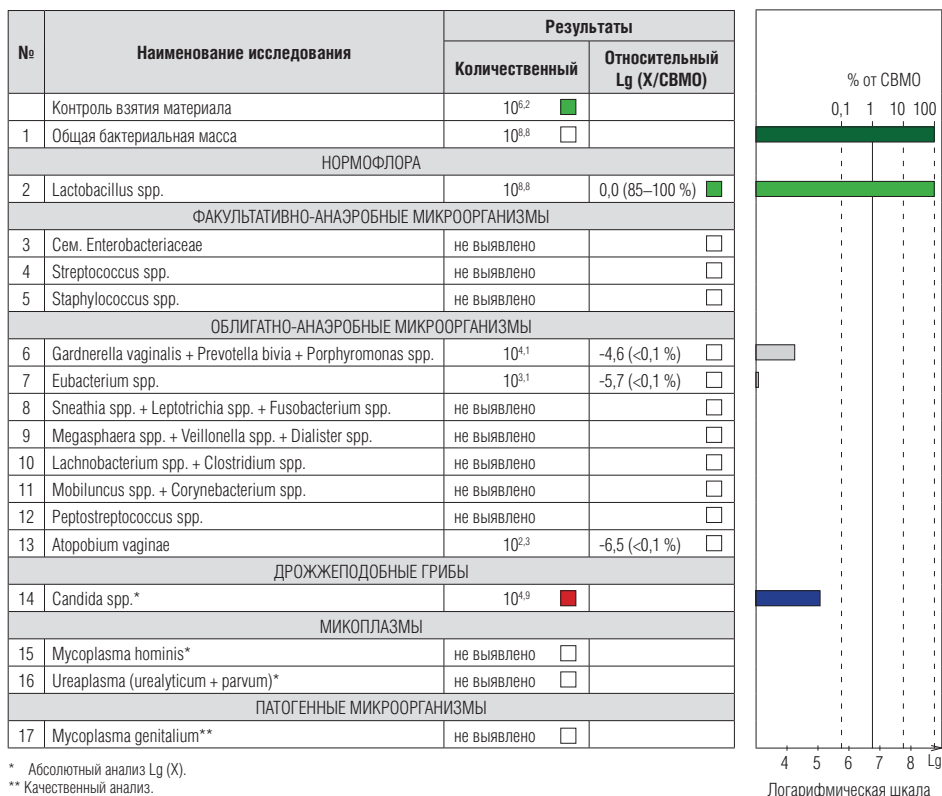 № Наименование исследования Результаты
Количественный Относительный Lg (X/СВМО)
Контроль взятия материала 10^6,2
1 Общая бактериальная масса 10^8,8
НОРМОФЛОРА
2 Lactobacillus spp. 10^8,8 0,0 (85–100 %)
ФАКУЛЬТАТИВНО-АНАЭРОБНЫЕ МИКРООРГАНИЗМЫ
3 Сем. Enterobacteriaceae не выявлено
4 Streptococcus spp. не выявлено
5 Staphylococcus spp. не выявлено
ОБЛИГАТНО-АНАЭРОБНЫЕ МИКРООРГАНИЗМЫ
6 Gardnerella vaginalis + Prevotella bivia + Porphyromonas spp. 10^4,1 -4,6 (<0,1 %)
7 Eubacterium spp. 10^3,1 -5,7 (<0,1 %)
8 Sneathia spp. + Leptotrichia spp. + Fusobacterium spp. не выявлено
9 Megasphaera spp. + Veillonella spp. + Dialister spp. не выявлено
10 Lachnobacterium spp. + Clostridium spp. не выявлено
11 Mobiluncus spp. + Corynebacterium spp. не выявлено
12 Peptostreptococcus spp. не выявлено
13 Atopobium vaginae 10^2,3 -6,5 (<0,1 %)
ДРОЖЖЕПОДОБНЫЕ ГРИБЫ
14 Candida spp.* 10^4,9
МИКОПЛАЗМЫ
15 Mycoplasma hominis* не выявлено
16 Ureaplasma (urealyticum + parvum)* не выявлено
ПАТОГЕННЫЕ МИКРООРГАНИЗМЫ
17 Mycoplasma genitalium** не выявлено
* Абсолютный анализ Lg (X).
** Качественный анализ.
% от СВМО
0,1 1 10 100
4 5 6 7 8 Lg
Логарифмическая шкала